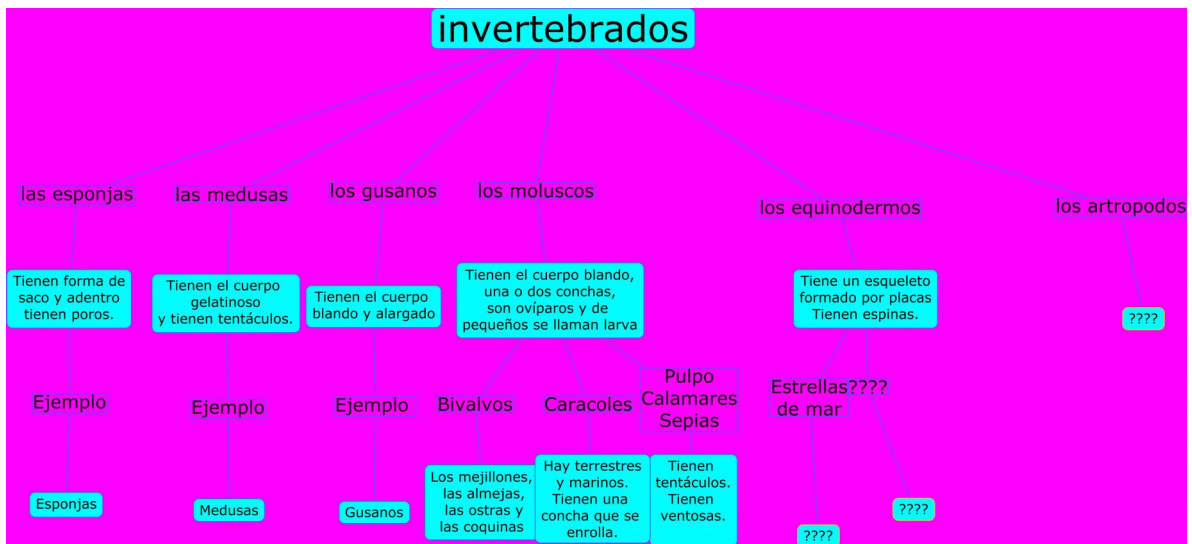 invertebrados
las esponjas
las medusas
los gusanos
los moluscos
los equinodermos
los artropodos
Tienen forma de
saco y adentro
tienen poros.
Tienen el cuerpo
gelatinoso
y tienen tentáculos.
Tienen el cuerpo
blando y alargado
Tienen el cuerpo blando,
una o dos conchas,
son ovíparos y de
pequeños se llaman larva
Tiene un esqueleto
formado por placas
Tienen espinas.
????
Ejemplo
Ejemplo
Ejemplo
Bivalvos
Caracoles
Pulpo
Calamares
Sepias
Estrellas
de mar
????
Esponjas
Medusas
Gusanos
Los mejillones,
las almejas,
las ostras y
las coquinas
Hay terrestres
y marinos.
Tienen una
concha que se
enrolla.
Tienen
tentáculos.
Tienen
ventosas.
????
????